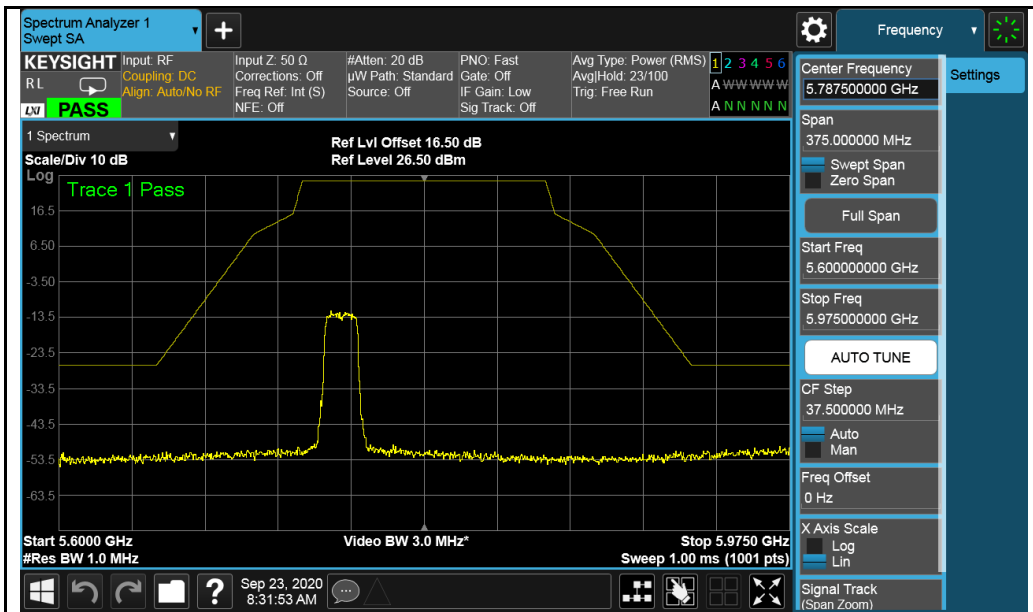 Spectrum Analyzer 1
Swept SA
Frequency
KEYSIGHT
RL
LXI
PASS
Input: RF
Coupling: DC
Align: Auto/No RF
Input Z: 50 Ω
Corrections: Off
Freq Ref: Int (S)
NFE: Off
#Atten: 20 dB
µW Path: Standard
Source: Off
PNO: Fast
Gate: Off
IF Gain: Low
Sig Track: Off
Avg Type: Power (RMS)
Avg|Hold: 23/100
Trig: Free Run
1 2 3 4 5 6
A W W W W W
A N N N N N
1 Spectrum
Scale/Div 10 dB
Ref Lvl Offset 16.50 dB
Ref Level 26.50 dBm
Log
Trace 1 Pass
16.5
6.50
-3.50
-13.5
-23.5
-33.5
-43.5
-53.5
-63.5
Start 5.6000 GHz
#Res BW 1.0 MHz
Video BW 3.0 MHz*
Stop 5.9750 GHz
Sweep 1.00 ms (1001 pts)
Center Frequency
5.787500000 GHz
Settings
Span
375.000000 MHz
Swept Span
Zero Span
Full Span
Start Freq
5.600000000 GHz
Stop Freq
5.975000000 GHz
AUTO TUNE
CF Step
37.500000 MHz
Auto
Man
Freq Offset
0 Hz
X Axis Scale
Log
Lin
Signal Track
(Span Zoom)
?
Sep 23, 2020
8:31:53 AM